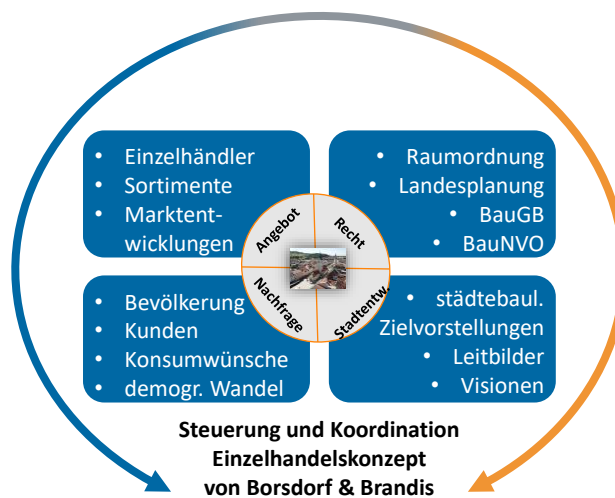 • Einzelhändler
• Sortimente
• Marktent-
wicklungen
• Raumordnung
• Landesplanung
• BauGB
• BauNVO
Angebot
Recht
Nachfrage
Stadtentw.
• Bevölkerung
• Kunden
• Konsumwünsche
• demogr. Wandel
• städtebaul.
Zielvorstellungen
• Leitbilder
• Visionen
Steuerung und Koordination
Einzelhandelskonzept
von Borsdorf & Brandis